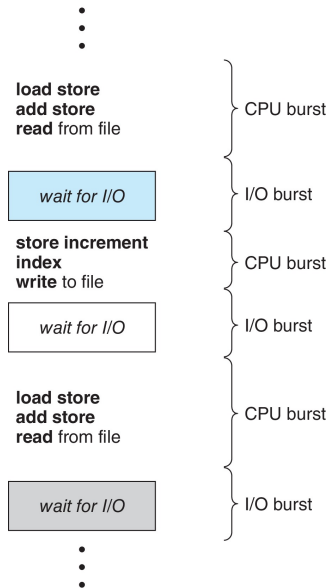 load store
add store
read from file
CPU burst
wait for I/O
I/O burst
store increment
index
write to file
CPU burst
wait for I/O
I/O burst
load store
add store
read from file
CPU burst
wait for I/O
I/O burst